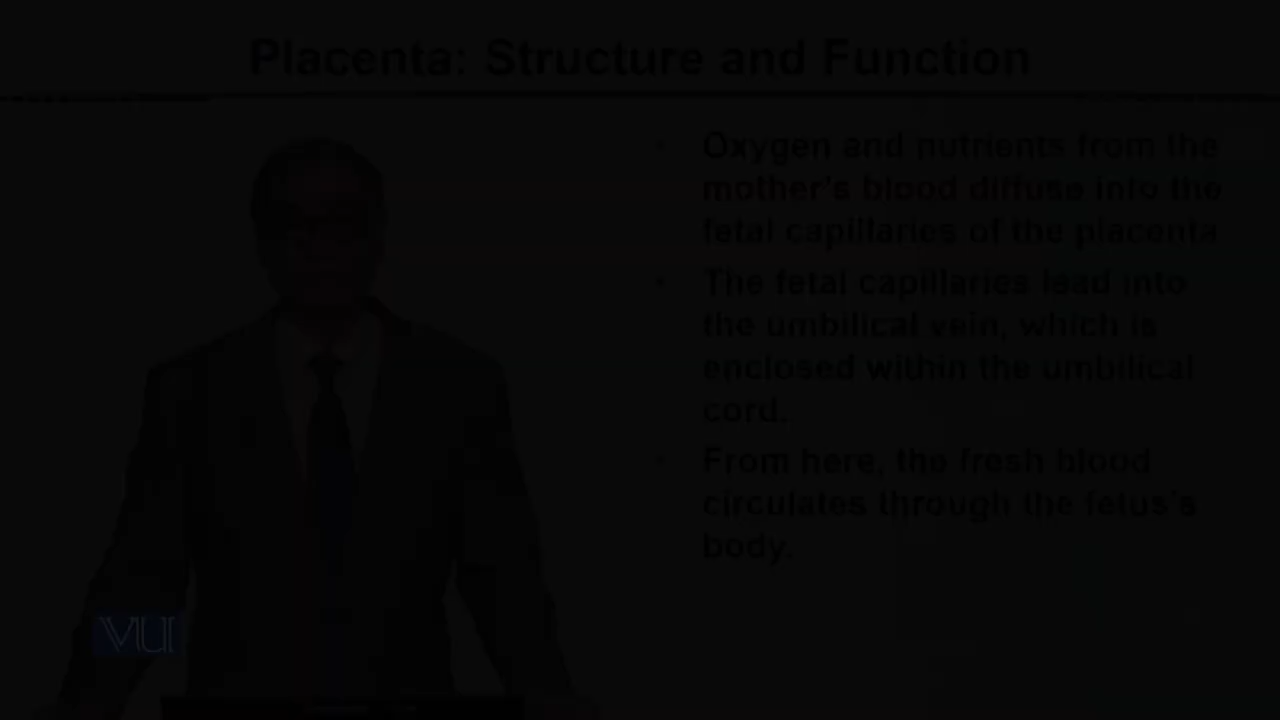 Placenta: Structure and Function
Oxygen and nutrients from the
mother's blood diffuse into the
fetal capillaries of the placenta
The fetal capillaries lead into
the umbilical vein, which is
enclosed within the umbilical
cord.
From here, the fresh blood
circulates through the fetus's
body.
VU